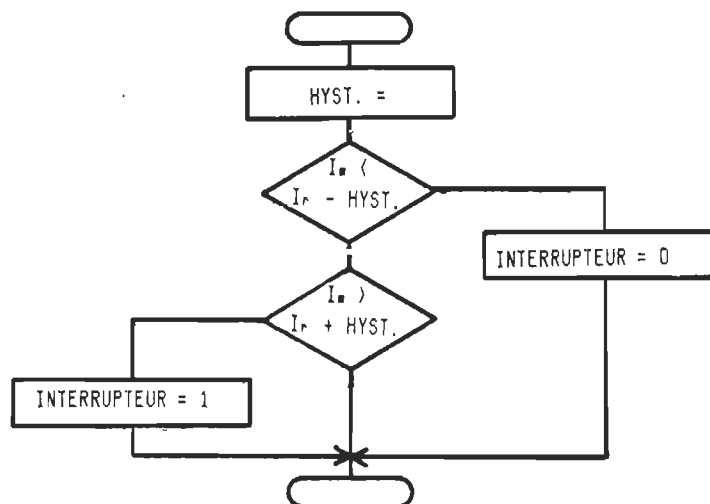 HYST. =
Im <
Ir - HYST.
INTERRUPTEUR = 0
Im >
Ir + HYST.
INTERRUPTEUR = 1